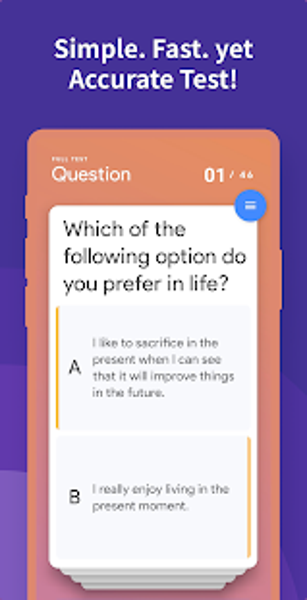 Simple. Fast. yet
Accurate Test!
FULL TEST
Question
01 / 46
Which of the
following option do
you prefer in life?
A
I like to sacrifice in the
present when I can see
that it will improve things
in the future.
B
I really enjoy living in the
present moment.